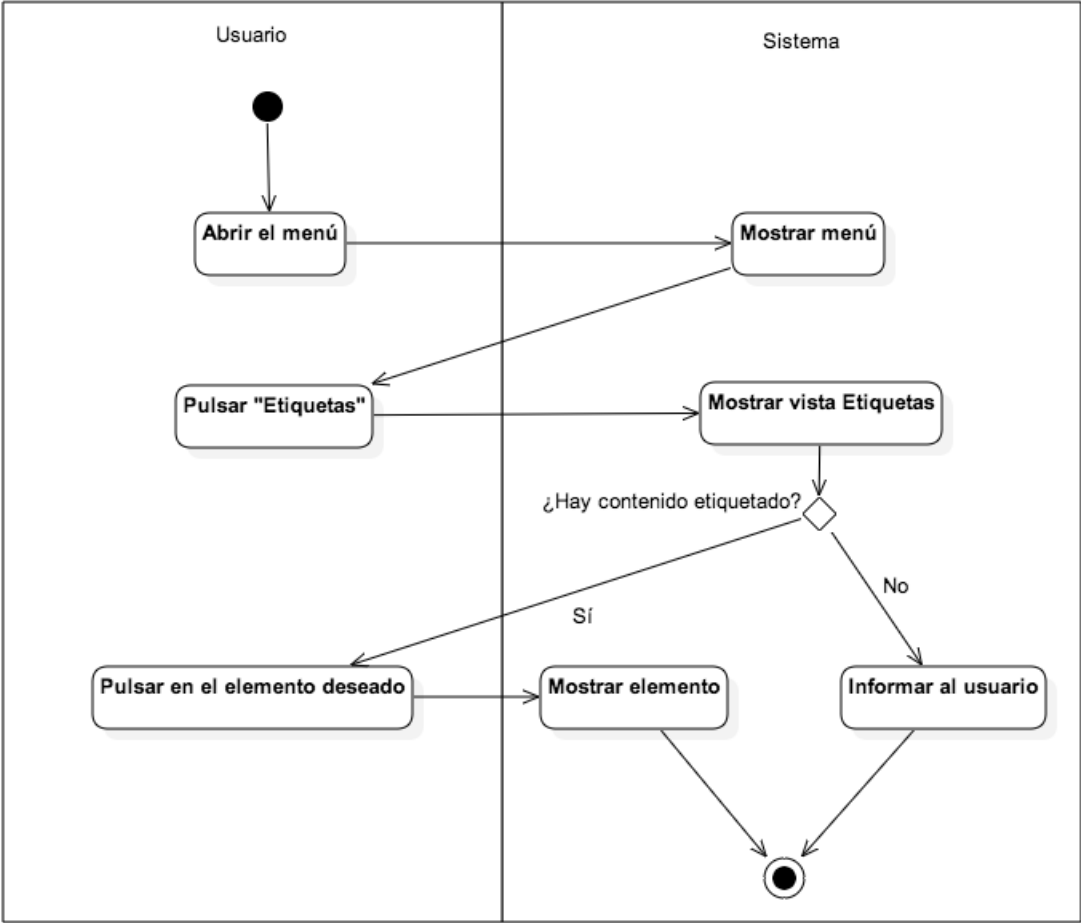 Usuario
Sistema
Abrir el menú
Mostrar menú
Pulsar "Etiquetas"
Mostrar vista Etiquetas
¿Hay contenido etiquetado?
No
Sí
Pulsar en el elemento deseado
Mostrar elemento
Informar al usuario